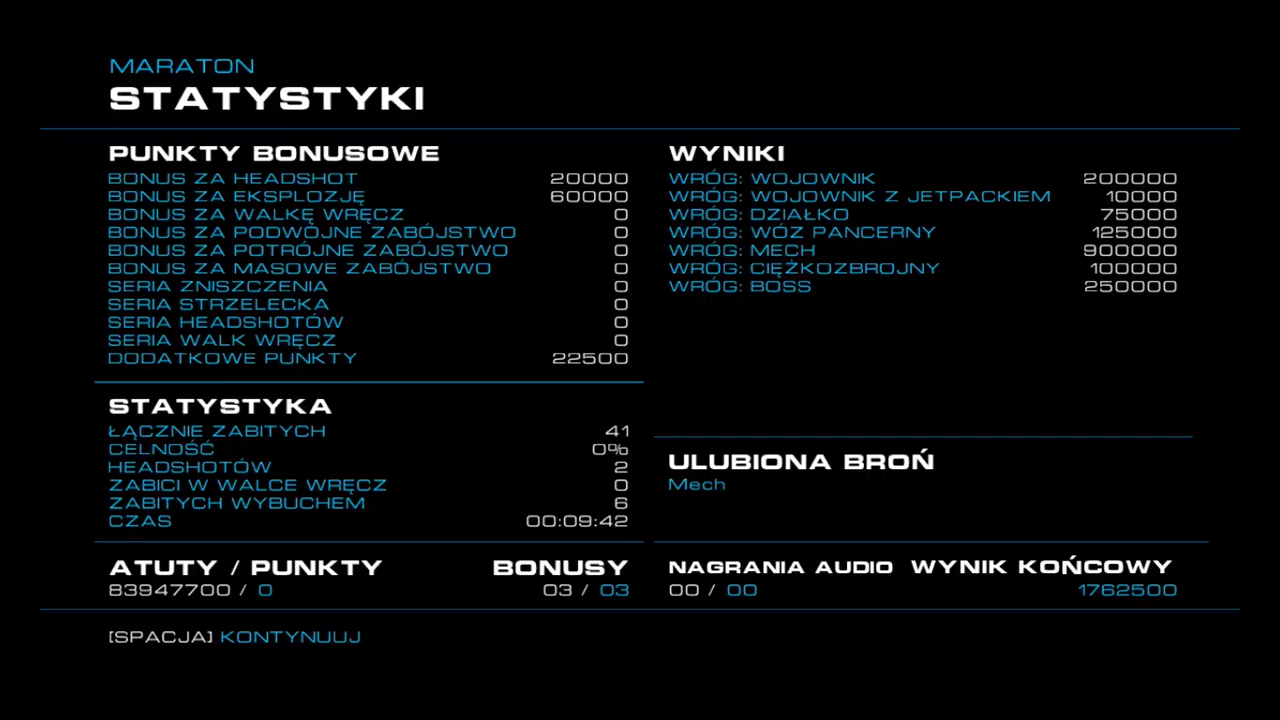 MARATON
STATYSTYKI
PUNKTY BONUSOWE
BONUS ZA HEADSHOT 20000
BONUS ZA EKSPLOZJĘ 60000
BONUS ZA WALKĘ WRĘCZ 0
BONUS ZA PODWÓJNE ZABÓJSTWO 0
BONUS ZA POTRÓJNE ZABÓJSTWO 0
BONUS ZA MASOWE ZABÓJSTWO 0
SERIA ZNISZCZENIA 0
SERIA STRZELECKA 0
SERIA HEADSHOTÓW 0
SERIA WALK WRĘCZ 0
DODATKOWE PUNKTY 22500
WYNIKI
WRÓG: WOJOWNIK 200000
WRÓG: WOJOWNIK Z JETPACKIEM 10000
WRÓG: DZIAŁKO 75000
WRÓG: WÓZ PANCERNY 125000
WRÓG: MECH 900000
WRÓG: CIĘŻKOZBROJNY 100000
WRÓG: BOSS 250000
STATYSTYKA
ŁĄCZNIE ZABITYCH 41
CELNOŚĆ 0%
HEADSHOTÓW 2
ZABICI W WALCE WRĘCZ 0
ZABITYCH WYBUCHEM 6
CZAS 00:09:42
ULUBIONA BROŃ
Mech
ATUTY / PUNKTY BONUSY
83947700 / 0 03 / 03
NAGRANIA AUDIO WYNIK KOŃCOWY
00 / 00 1762500
[SPACJA] KONTYNUUJ